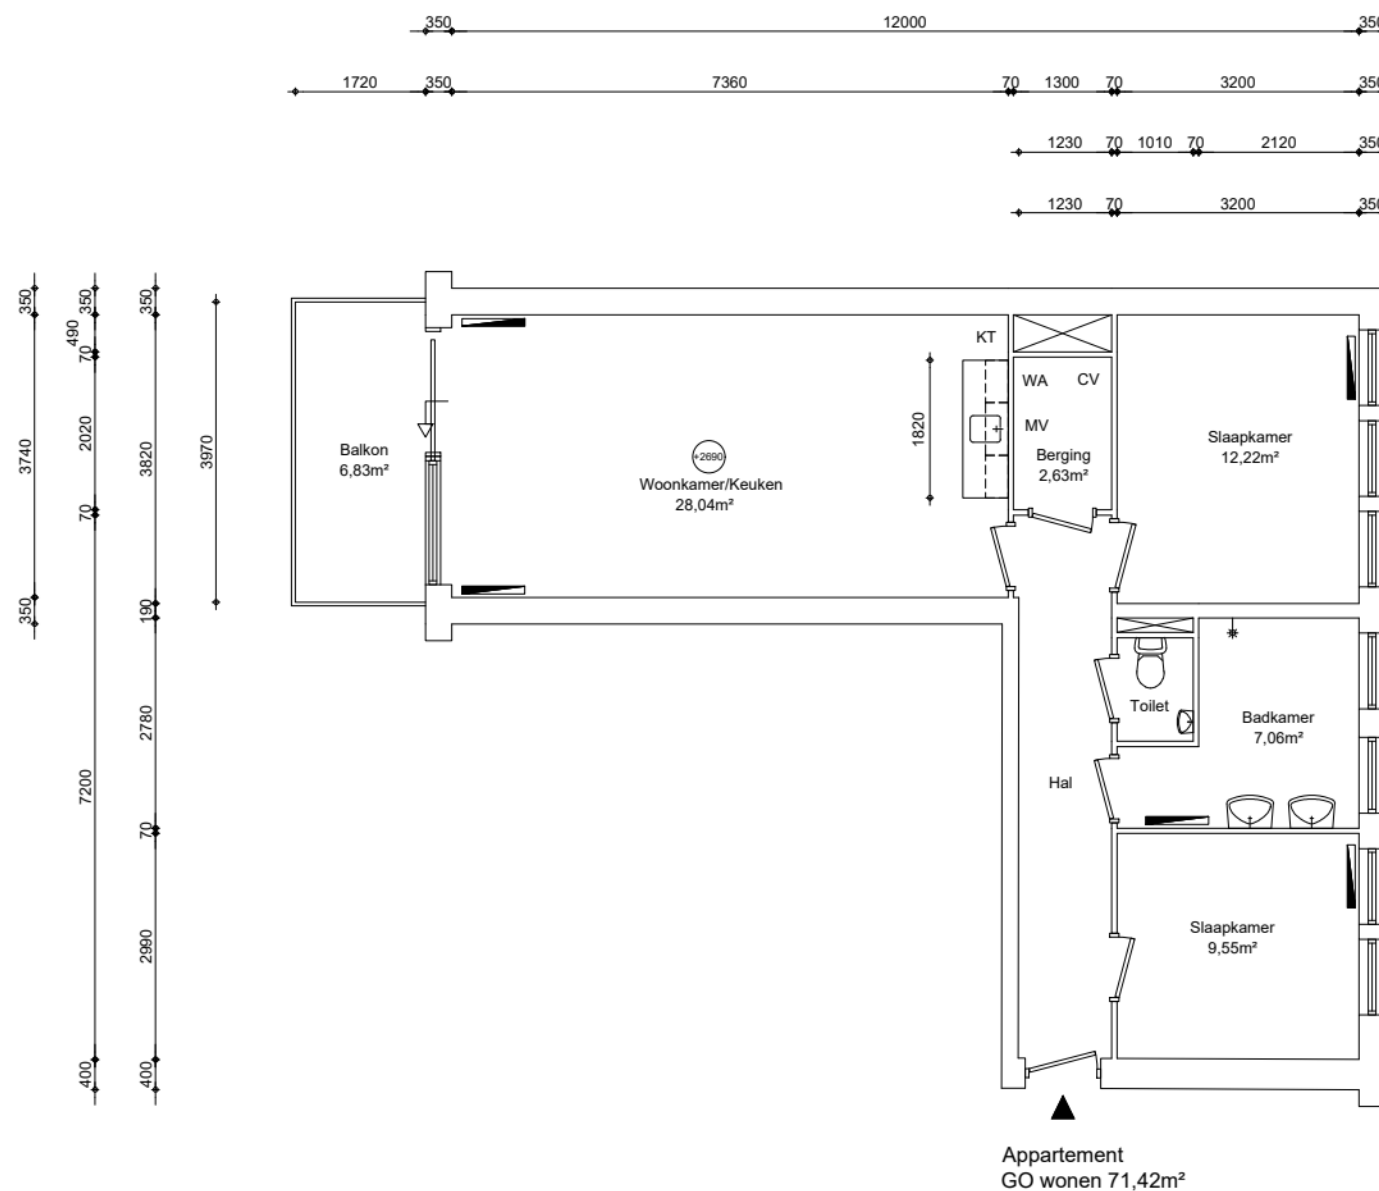 350 12000 350
1720 350 7360 70 1300 70 3200 350
1230 70 1010 70 2120 350
1230 70 3200 350
350 3740 350
350 490 70 2020 70 7200 400
350 3820 190 2780 70 2990 400
3970
KT
WA CV
MV
1820
Balkon
6,83m²
+2690
Woonkamer/Keuken
28,04m²
Berging
2,63m²
Slaapkamer
12,22m²
Toilet
Badkamer
7,06m²
Hal
Slaapkamer
9,55m²
Appartement
GO wonen 71,42m²